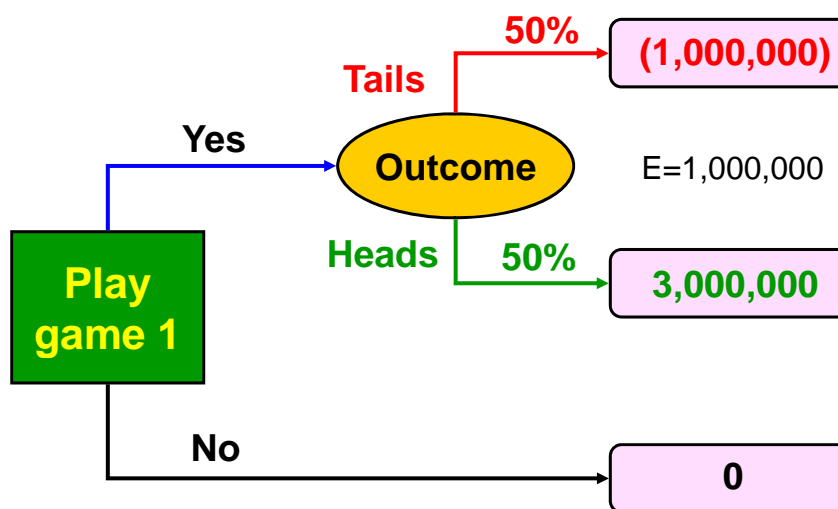 50%
(1,000,000)
Tails
Yes
Outcome
E=1,000,000
Heads
50%
3,000,000
Play
game 1
No
0